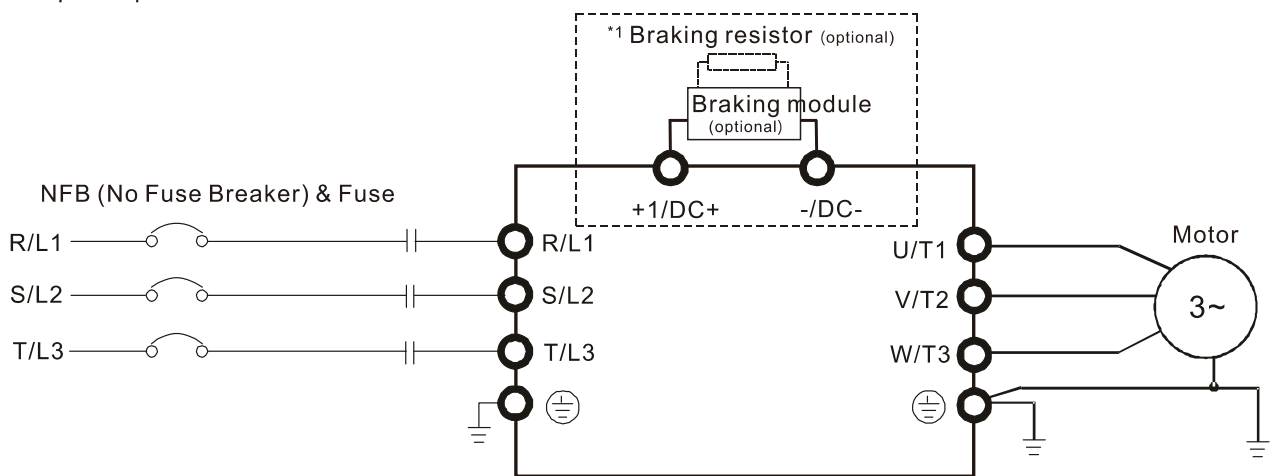 *1 Braking resistor (optional)
Braking module
(optional)
+1/DC+
-/DC-
NFB (No Fuse Breaker) & Fuse
R/L1
R/L1
S/L2
S/L2
T/L3
T/L3
U/T1
V/T2
W/T3
Motor
3~